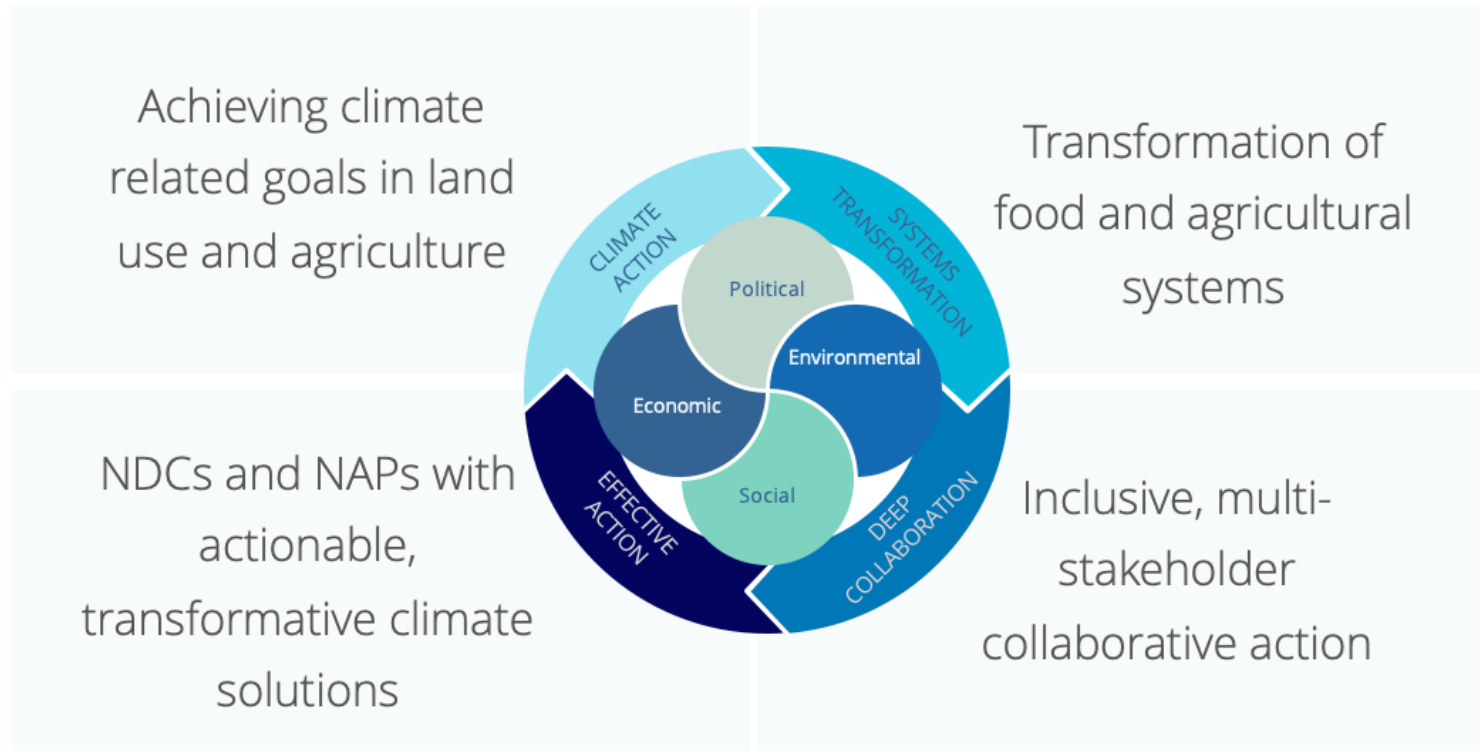 Achieving climate
related goals in land
use and agriculture
Transformation of
food and agricultural
systems
CLIMATE
ACTION
SYSTEMS
TRANSFORMATION
Political
Environmental
Economic
Social
EFFECTIVE
ACTION
DEEP
COLLABORATION
NDCs and NAPs with
actionable,
transformative climate
solutions
Inclusive, multi-
stakeholder
collaborative action